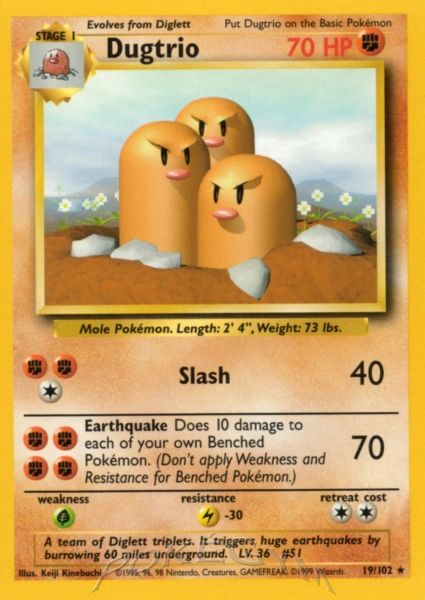 Evolves from Diglett
Put Dugtrio on the Basic Pokémon
STAGE 1
Dugtrio
70 HP
Mole Pokémon. Length: 2' 4", Weight: 73 lbs.
Slash 40
Earthquake Does 10 damage to
each of your own Benched
Pokémon. (Don't apply Weakness and
Resistance for Benched Pokémon.)
70
weakness resistance retreat cost
-30
A team of Diglett triplets. It triggers huge earthquakes by
burrowing 60 miles underground. LV. 36 #51
Illus. Keiji Kinebuchi ©1995, 96, 98 Nintendo, Creatures, GAMEFREAK. ©1999 Wizards. 19/102 ★